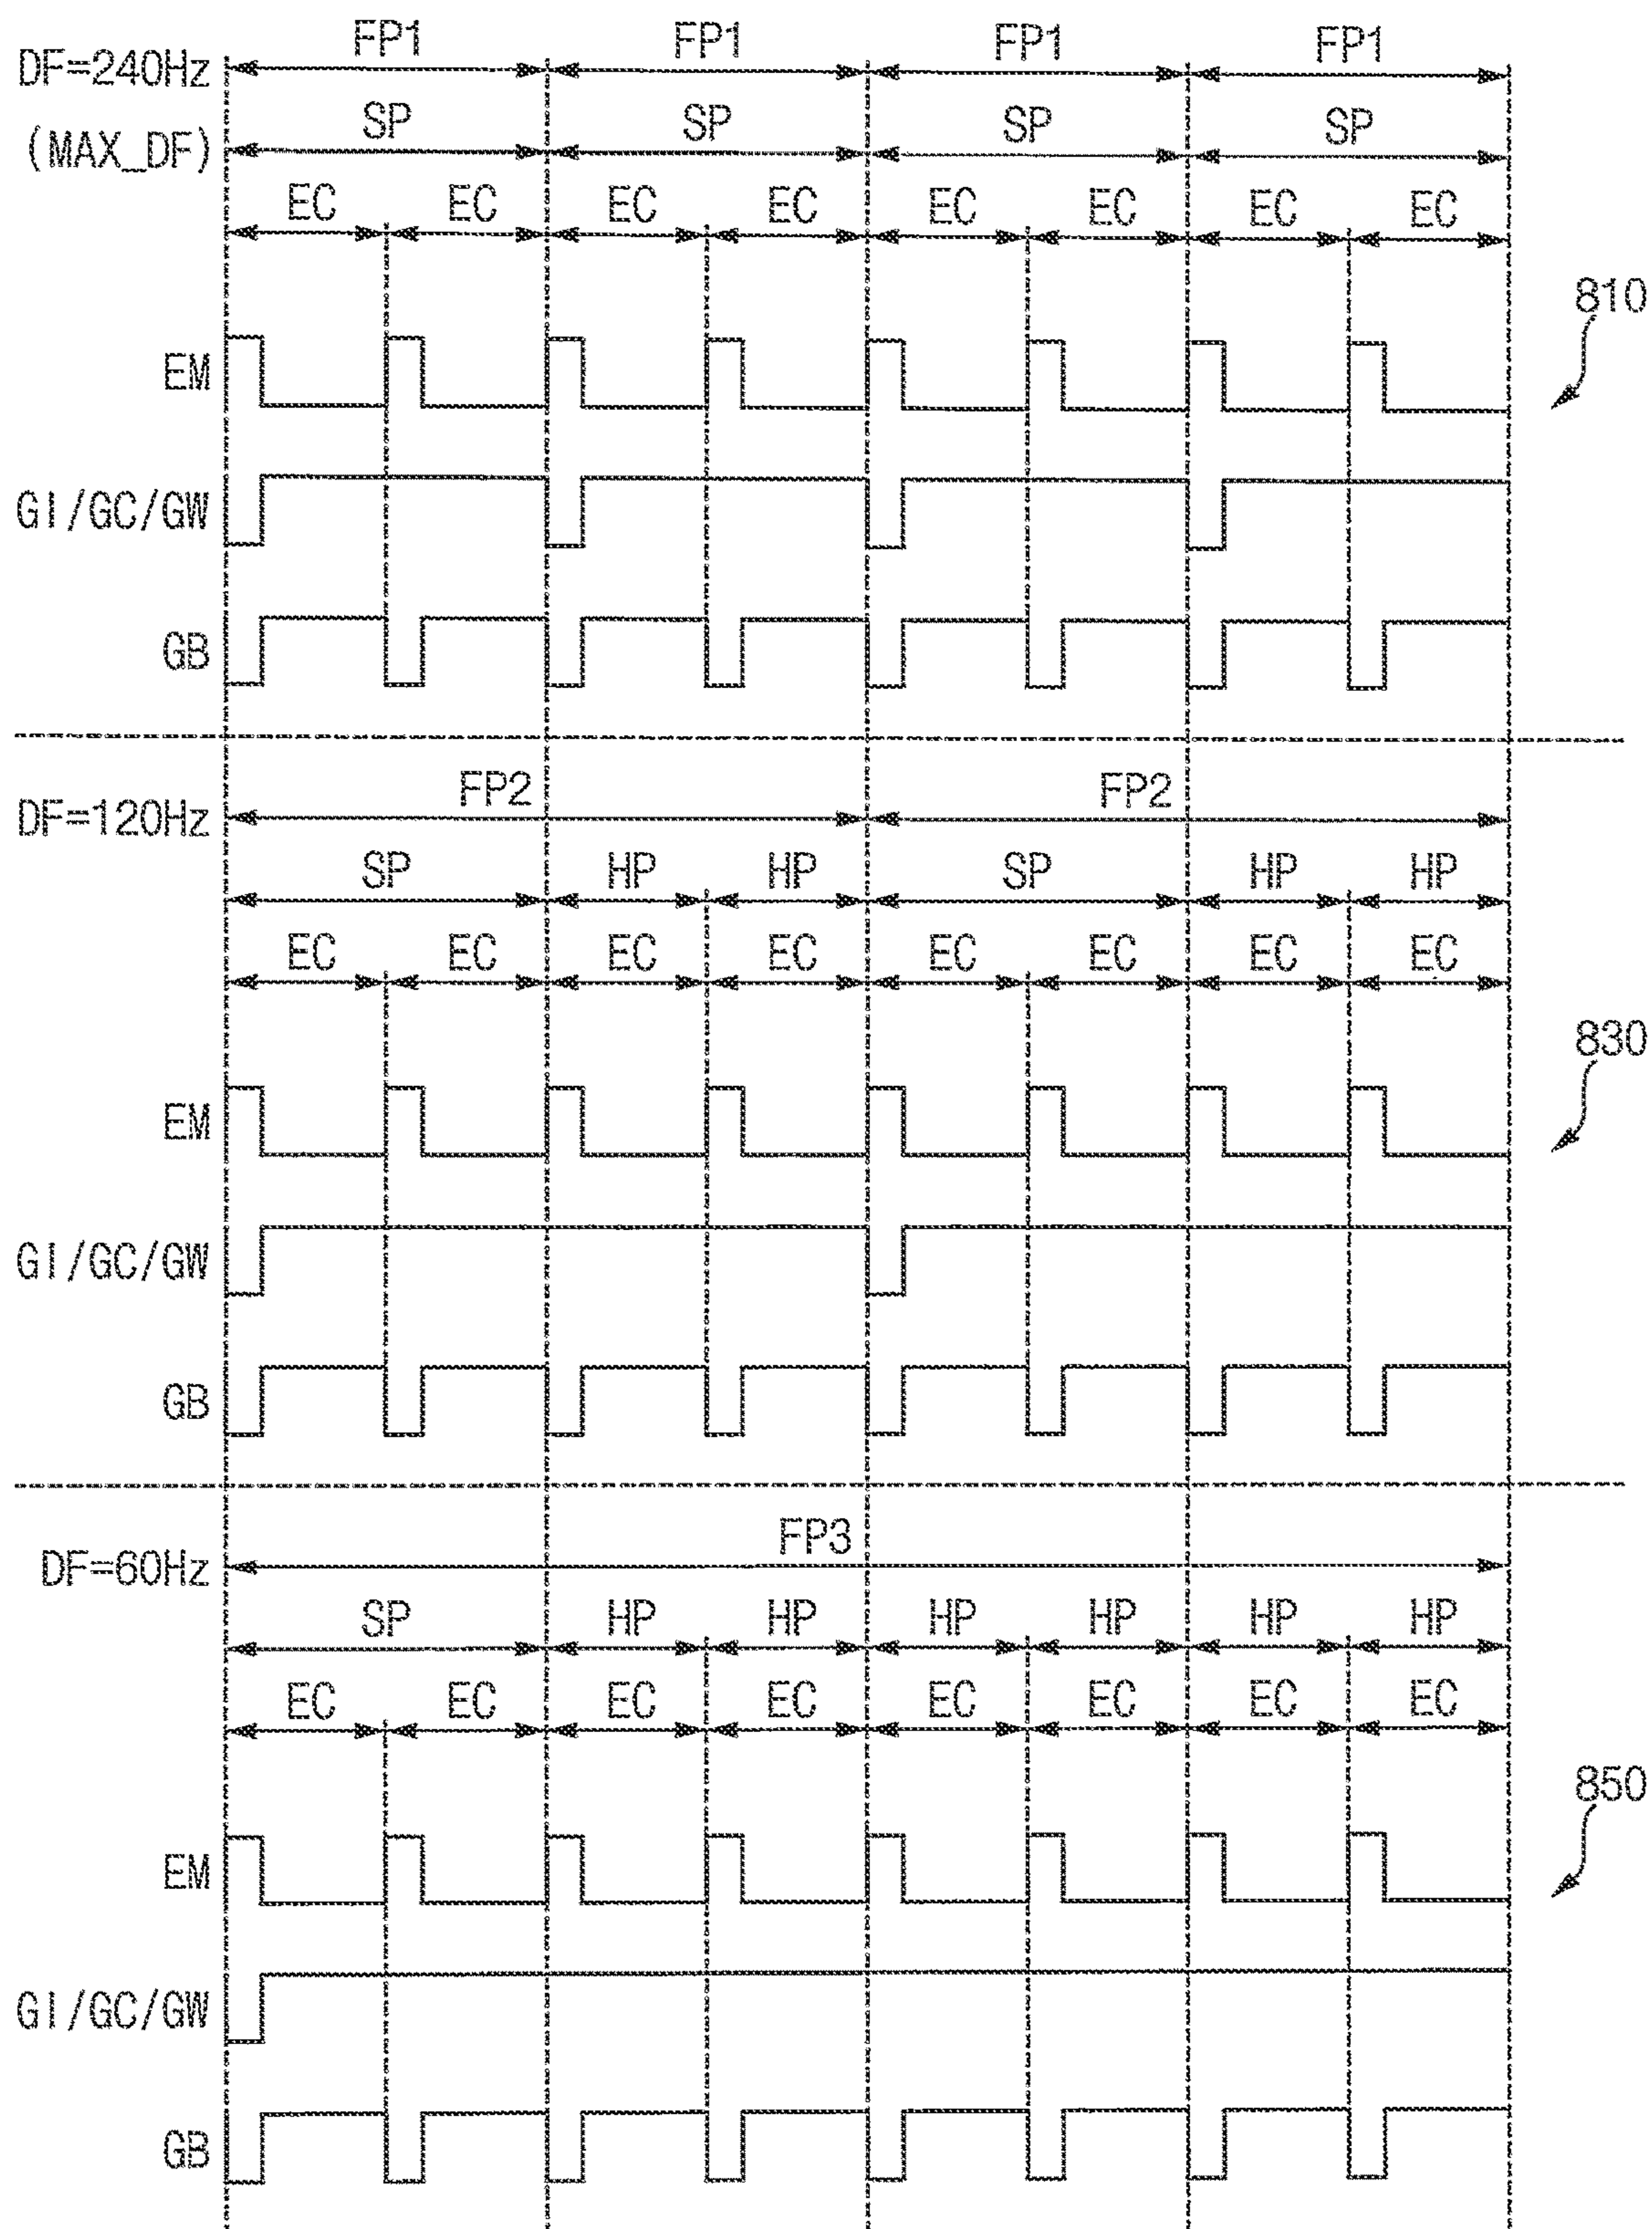 FP1 FP1 FP1 FP1
DF=240Hz
SP SP SP SP
(MAX_DF)
EC EC EC EC EC EC EC EC
810
EM
GI/GC/GW
GB
FP2 FP2
DF=120Hz
SP HP HP SP HP HP
EC EC EC EC EC EC EC EC
830
EM
GI/GC/GW
GB
FP3
DF=60Hz
SP HP HP HP HP HP HP
EC EC EC EC EC EC EC EC
850
EM
GI/GC/GW
GB